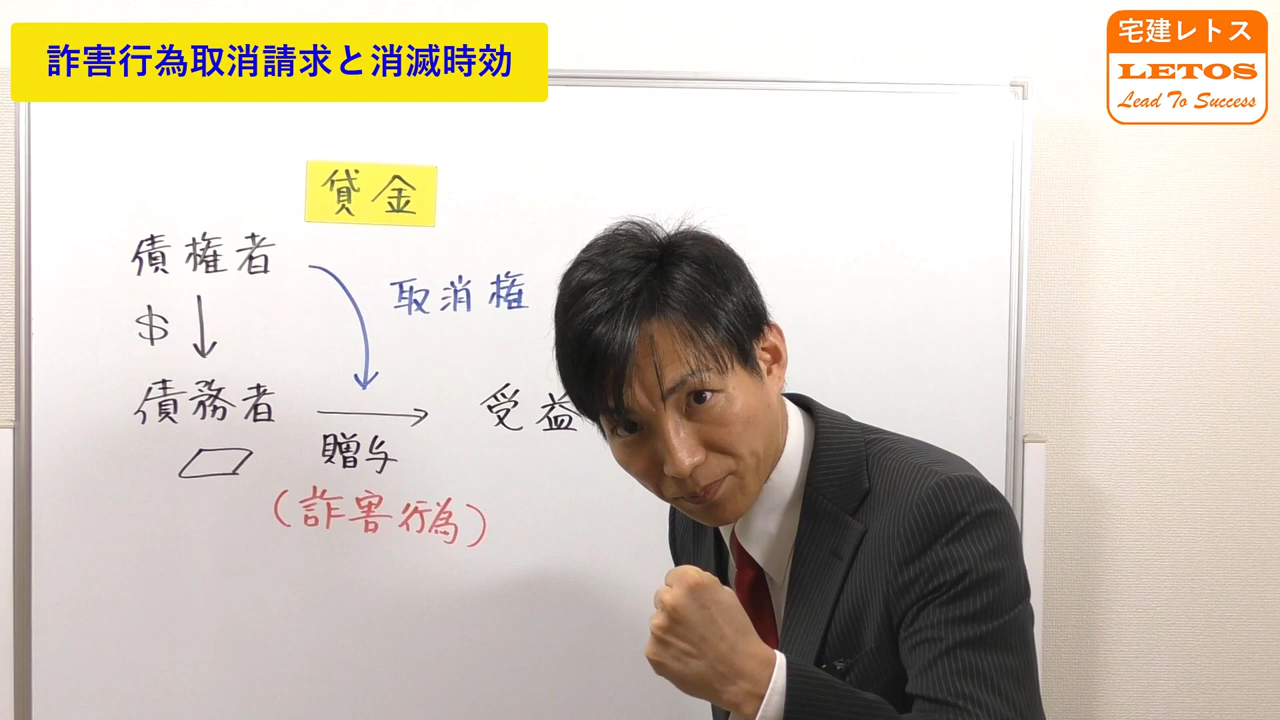 詐害行為取消請求と消滅時効
宅建レトス
LETOS
Lead To Success
貸金
債権者
取消権
$
債務者
受益
贈与
(詐害行為)